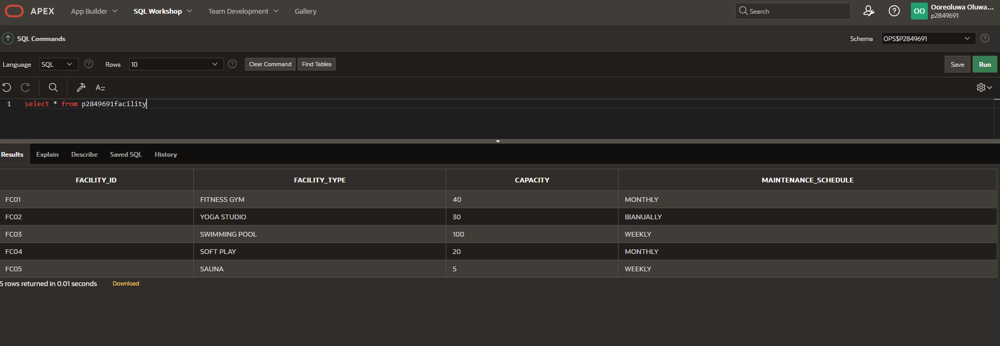 APEX App Builder SQL Workshop Team Development Gallery Search OO Ooreoluwa Oluwa...
p2849691
SQL Commands Schema OPS$P2849691
Language SQL Rows 10 Clear Command Find Tables Save Run
A
1 select * from p2849691facility
Results Explain Describe Saved SQL History
FACILITY_ID FACILITY_TYPE CAPACITY MAINTENANCE_SCHEDULE
FC01 FITNESS GYM 40 MONTHLY
FC02 YOGA STUDIO 30 BIANUALLY
FC03 SWIMMING POOL 100 WEEKLY
FC04 SOFT PLAY 20 MONTHLY
FC05 SAUNA 5 WEEKLY
5 rows returned in 0.01 seconds Download